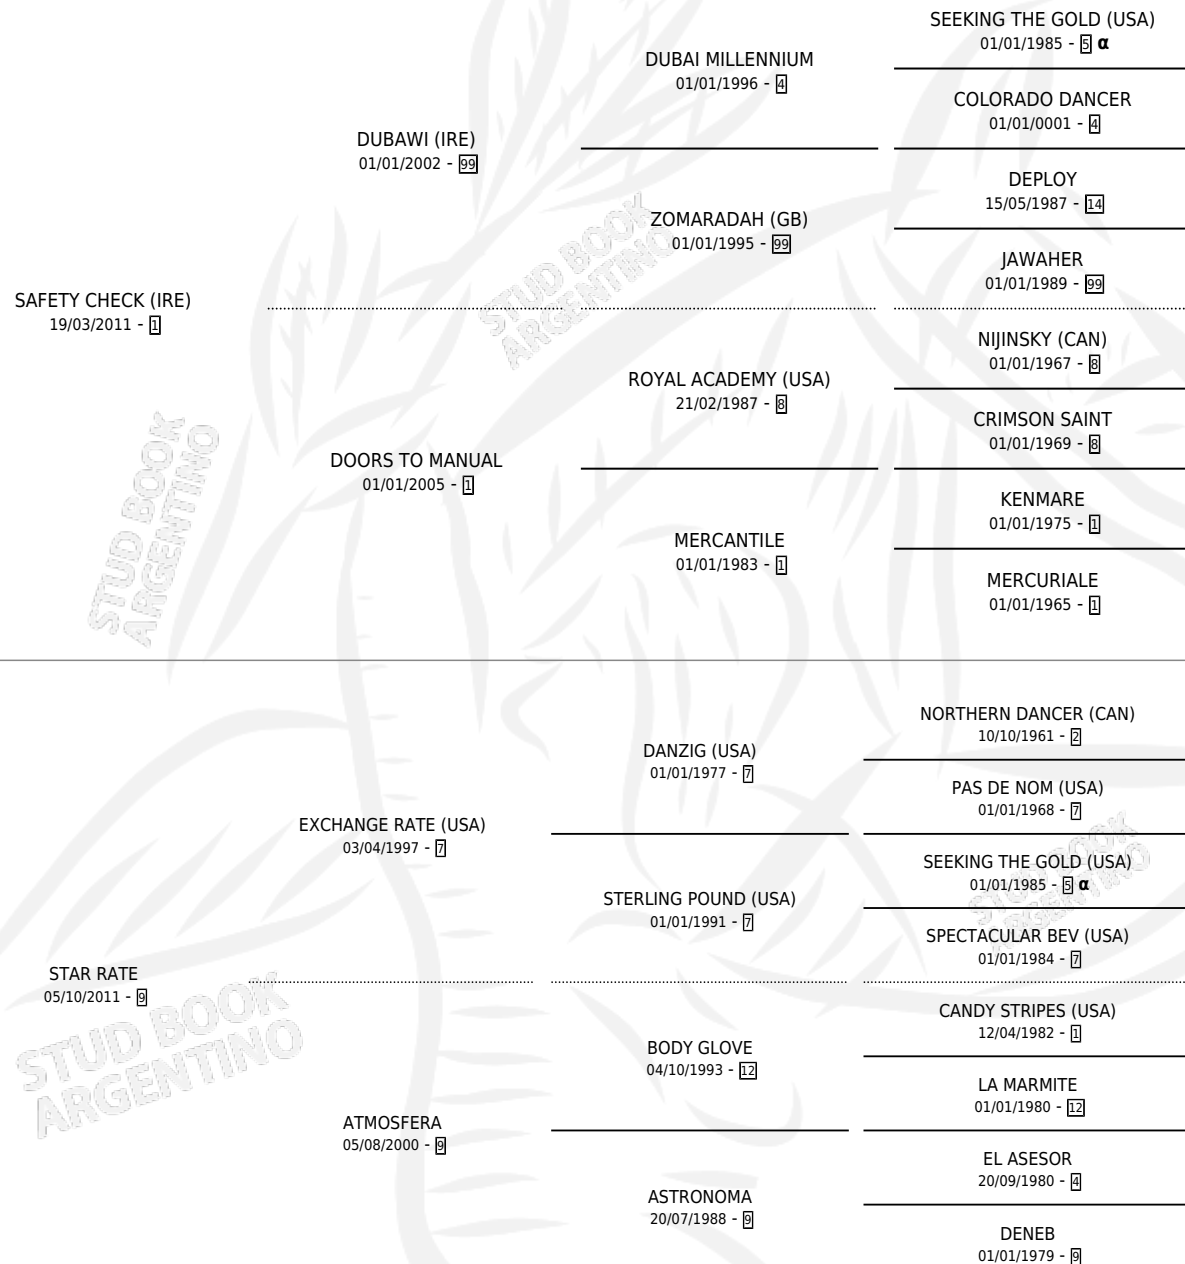 SEEKING THE GOLD (USA)
01/01/1985 - 5 α
DUBAI MILLENNIUM
01/01/1996 - 4
COLORADO DANCER
01/01/0001 - 4
DUBAWI (IRE)
01/01/2002 - 99
DEPLOY
15/05/1987 - 14
ZOMARADAH (GB)
01/01/1995 - 99
JAWAHER
01/01/1989 - 99
SAFETY CHECK (IRE)
19/03/2011 - 1
NIJINSKY (CAN)
01/01/1967 - 8
ROYAL ACADEMY (USA)
21/02/1987 - 8
CRIMSON SAINT
01/01/1969 - 8
DOORS TO MANUAL
01/01/2005 - 1
KENMARE
01/01/1975 - 1
MERCANTILE
01/01/1983 - 1
MERCURIALE
01/01/1965 - 1
NORTHERN DANCER (CAN)
10/10/1961 - 2
DANZIG (USA)
01/01/1977 - 7
PAS DE NOM (USA)
01/01/1968 - 7
EXCHANGE RATE (USA)
03/04/1997 - 7
SEEKING THE GOLD (USA)
01/01/1985 - 5 α
STERLING POUND (USA)
01/01/1991 - 7
SPECTACULAR BEV (USA)
01/01/1984 - 7
STAR RATE
05/10/2011 - 9
CANDY STRIPES (USA)
12/04/1982 - 1
BODY GLOVE
04/10/1993 - 12
LA MARMITE
01/01/1980 - 12
ATMOSFERA
05/08/2000 - 9
EL ASESOR
20/09/1980 - 4
ASTRONOMA
20/07/1988 - 9
DENEB
01/01/1979 - 9
STUD BOOK
ARGENTINO
STUD BOOK
ARGENTINO
STUD BOOK
ARGENTINO
STUD BOOK
ARGENTINO